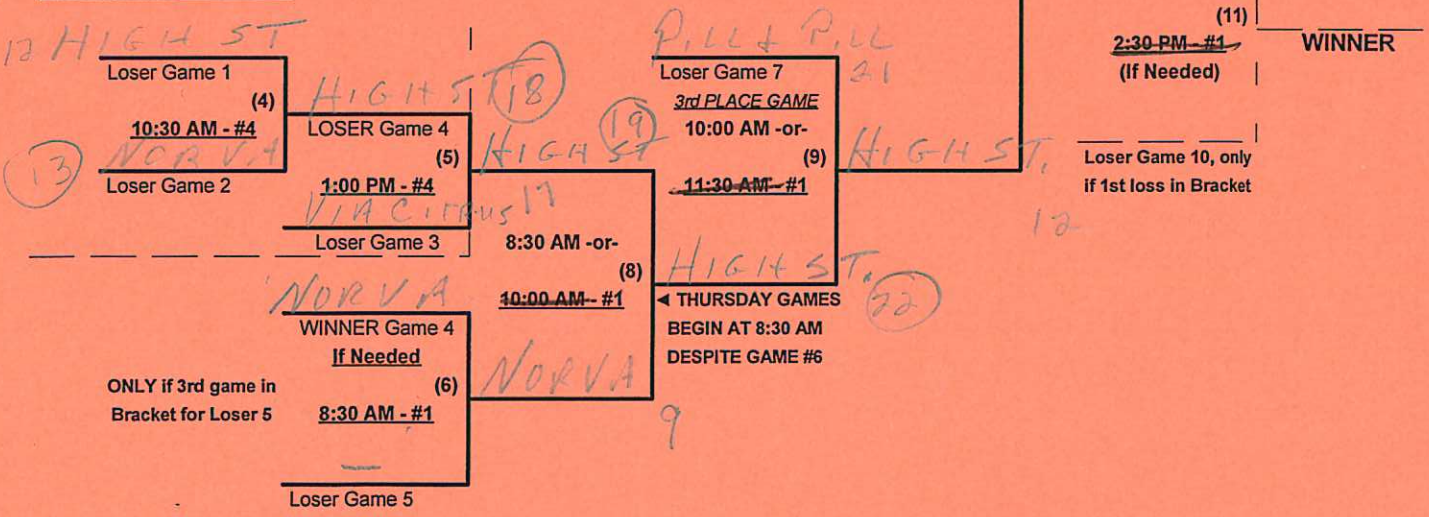 12 HIGH ST
Loser Game 1
(4)
10:30 AM - #4
13 NORVA
Loser Game 2
HIGH ST 18
LOSER Game 4
(5)
1:00 PM - #4
VIA CITRUS 17
Loser Game 3
NORVA
WINNER Game 4
If Needed
(6)
8:30 AM - #1
ONLY if 3rd game in
Bracket for Loser 5
Loser Game 5
HIGH ST 19
8:30 AM -or-
(8)
10:00 AM - #1
NORVA
9
PILL & PILL
Loser Game 7
21
3rd PLACE GAME
10:00 AM -or-
(9)
11:30 AM - #1
HIGH ST. 22
◄ THURSDAY GAMES
BEGIN AT 8:30 AM
DESPITE GAME #6
HIGH ST.
12
(11)
2:30 PM - #1
(If Needed)
WINNER
Loser Game 10, only
if 1st loss in Bracket